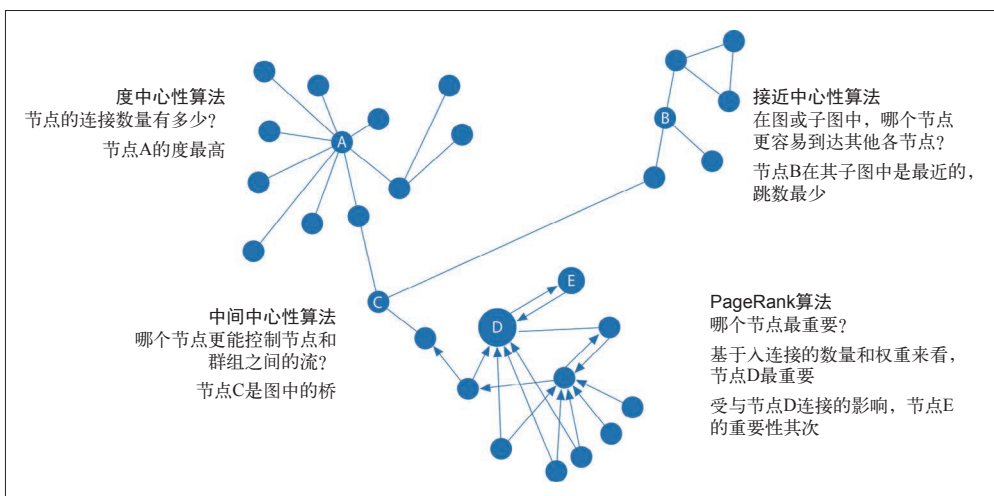 度中心性算法
节点的连接数量有多少？
节点A的度最高
A
B
接近中心性算法
在图或子图中，哪个节点
更容易到达其他各节点？
节点B在其子图中是最近的，
跳数最少
中间中心性算法
哪个节点更能控制节点和
群组之间的流？
节点C是图中的桥
C
D
E
PageRank算法
哪个节点最重要？
基于入连接的数量和权重来看，
节点D最重要
受与节点D连接的影响，节点E
的重要性其次